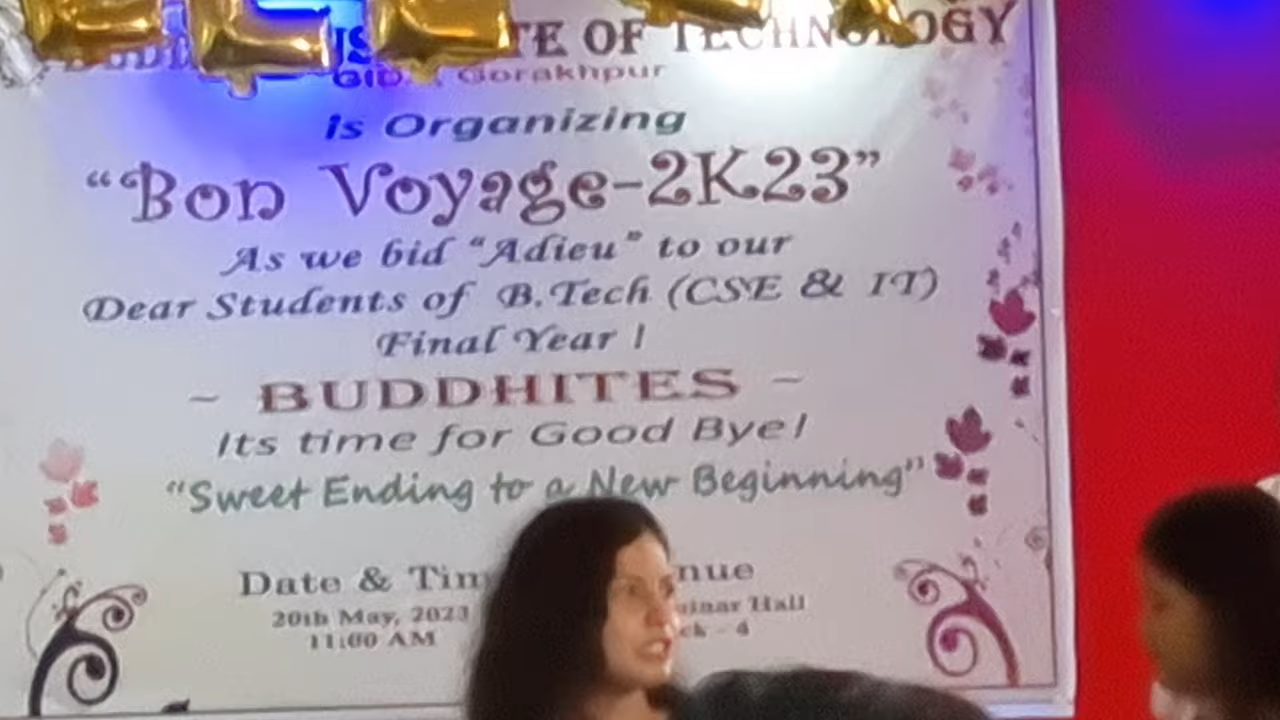 TE OF TECHNOLOGY
Gorakhpur
is Organizing
"Bon Voyage-2K23"
As we bid "Adieu" to our
Dear Students of B.Tech (CSE & IT)
Final Year !
~ BUDDHITES ~
Its time for Good Bye!
"Sweet Ending to a New Beginning"
Date & Tim nue
20th May, 2023 inar Hall
11:00 AM ck - 4